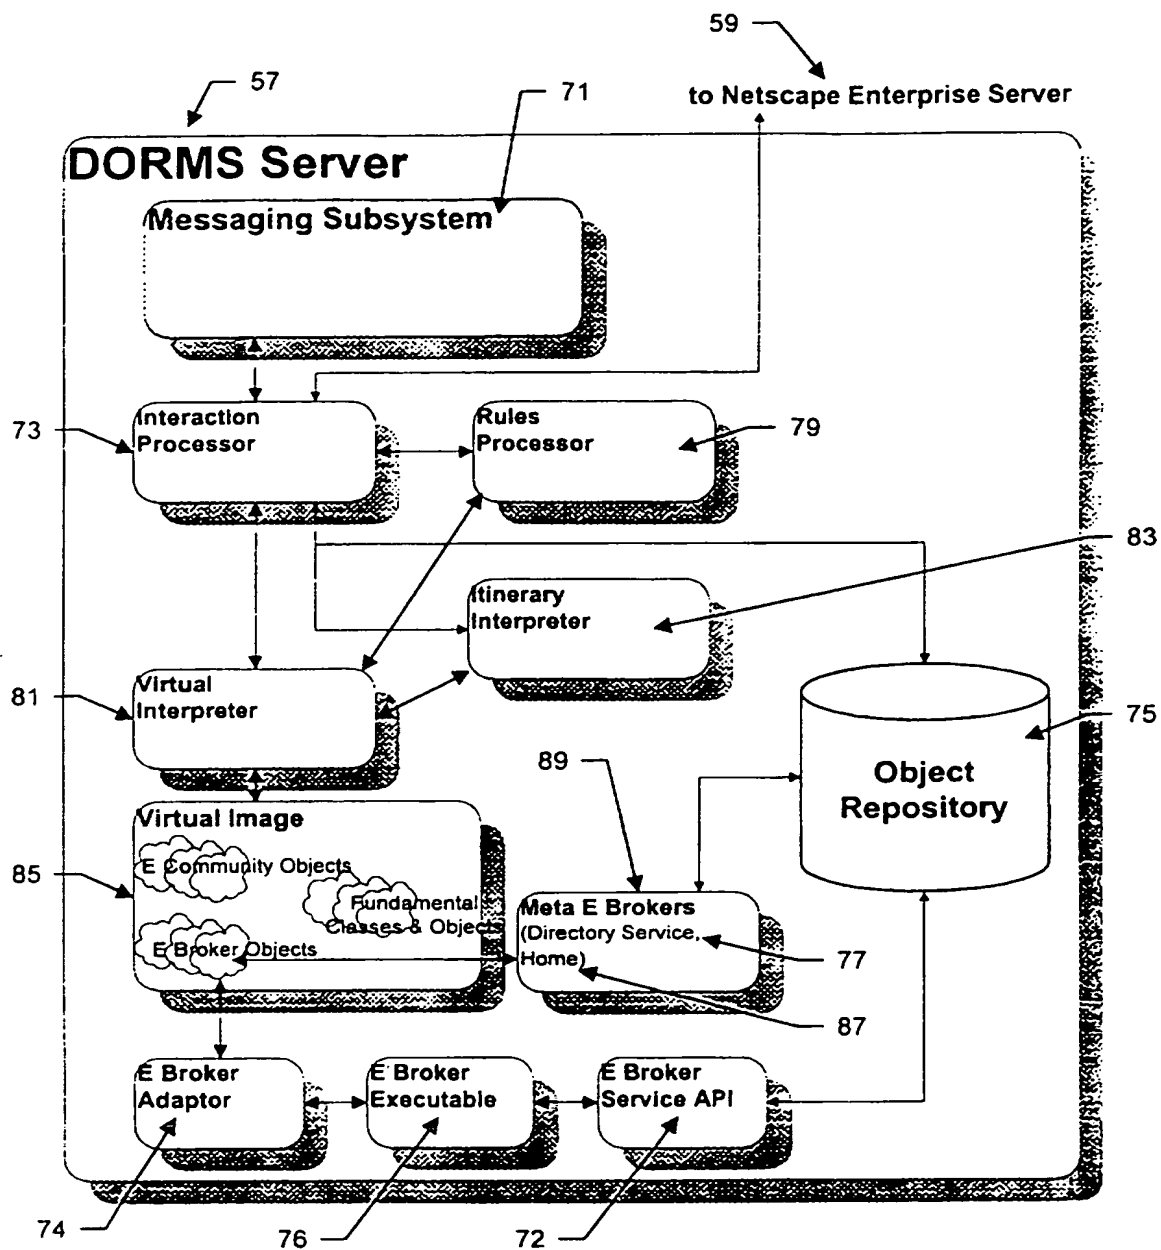 59
57
71
to Netscape Enterprise Server
DORMS Server
Messaging Subsystem
73
Interaction
Processor
Rules
Processor
79
83
Itinerary
Interpreter
81
Virtual
Interpreter
75
89
Object
Repository
Virtual Image
85
E Community Objects
Fundamental
Classes & Objects
E Broker Objects
Meta E Brokers
(Directory Service,
Home)
77
87
E Broker
Adaptor
E Broker
Executable
E Broker
Service API
74
76
72